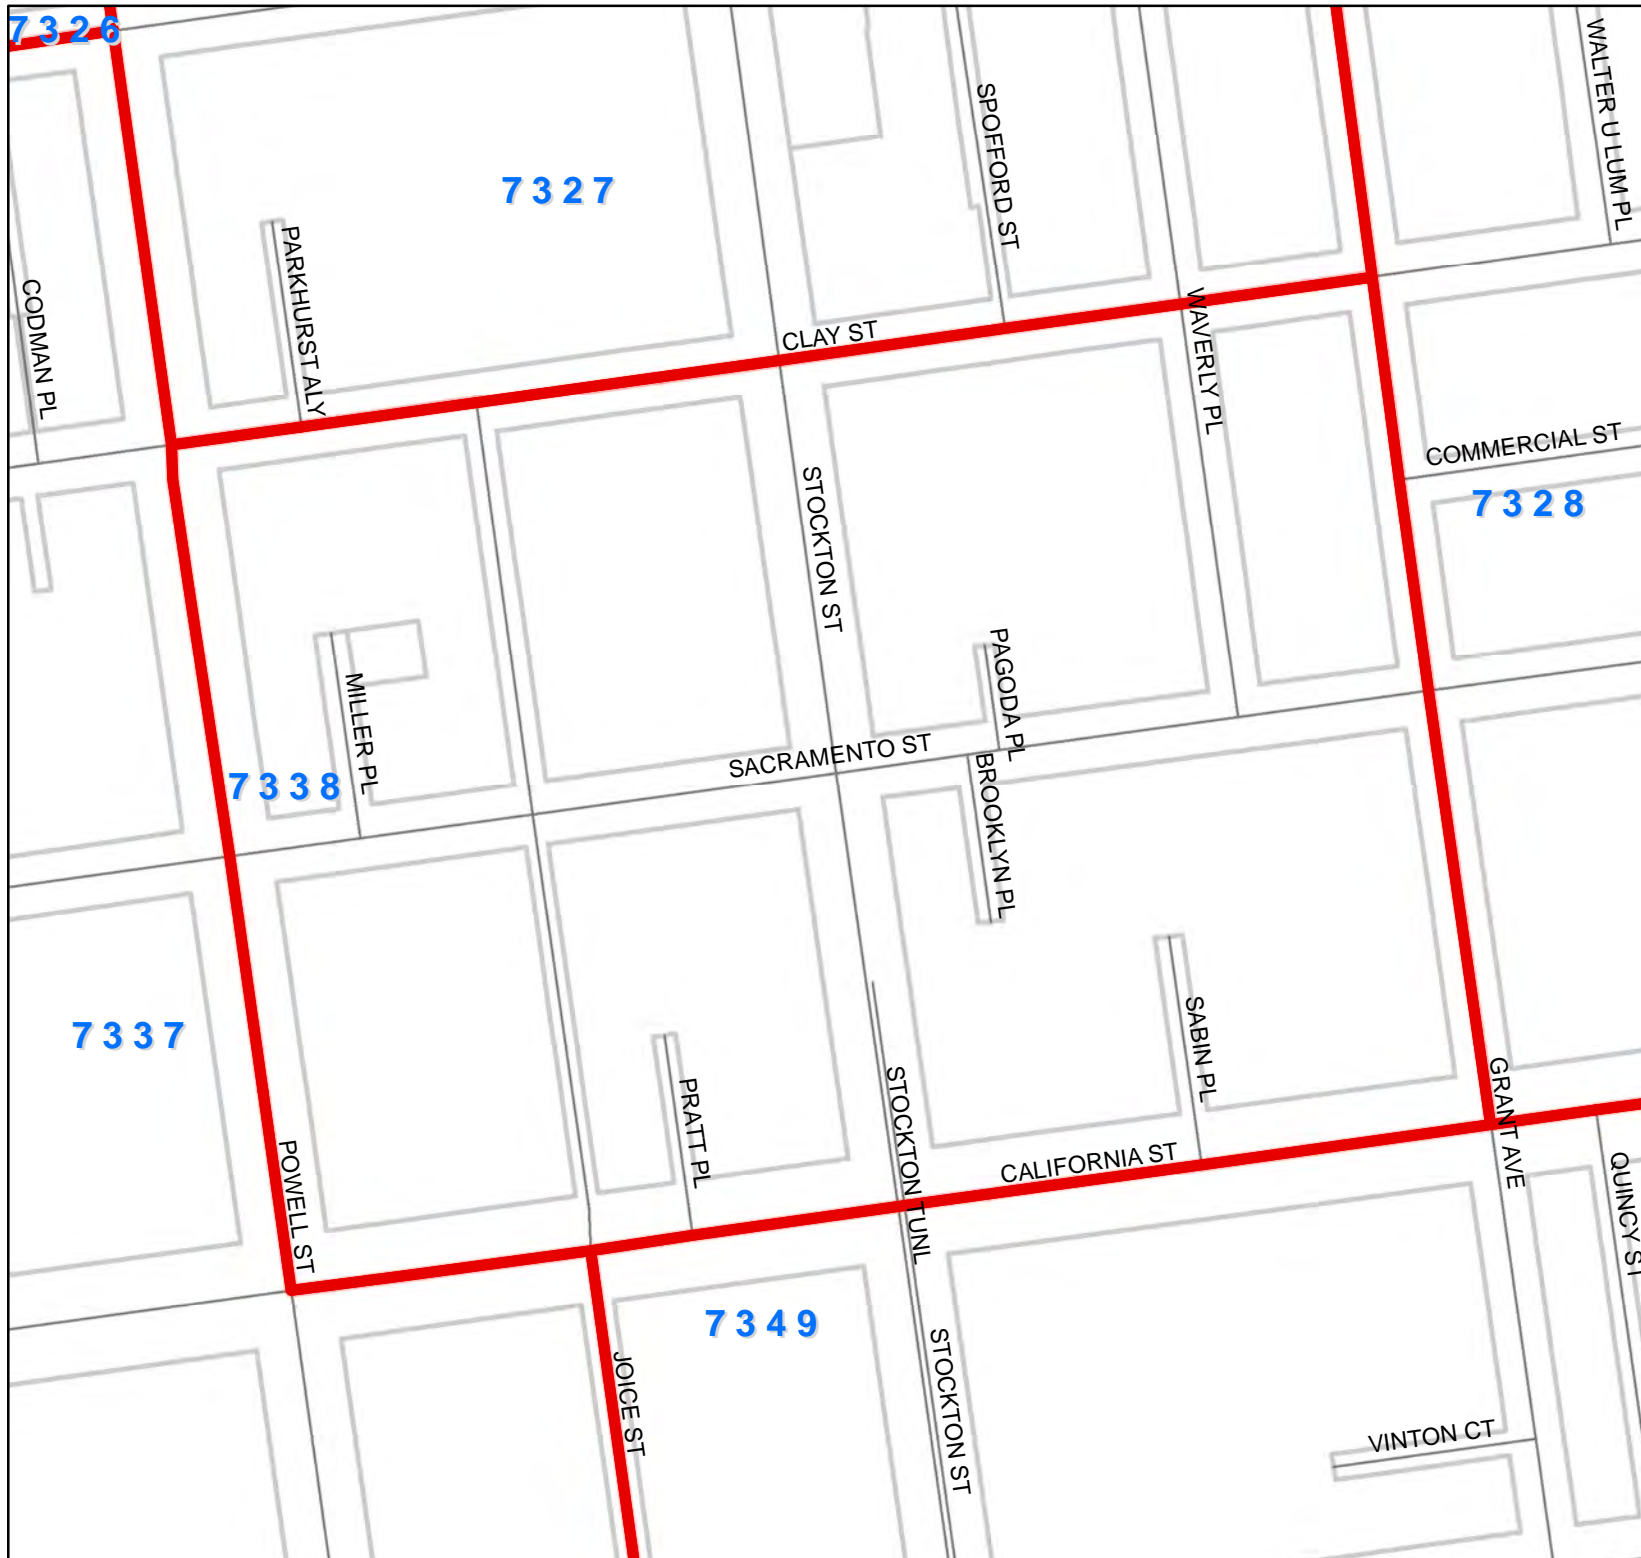 7326
WALTER U LUM PL
SPOFFORD ST
7327
PARKHURST ALY
CODMAN PL
WAVERLY PL
CLAY ST
COMMERCIAL ST
7328
STOCKTON ST
PAGODA PL
MILLER PL
SACRAMENTO ST
7338
BROOKLYN PL
SABIN PL
7337
PRATT PL
STOCKTON TUNL
GRANT AVE
POWELL ST
CALIFORNIA ST
QUINCY ST
7349
STOCKTON ST
JOICE ST
VINTON CT